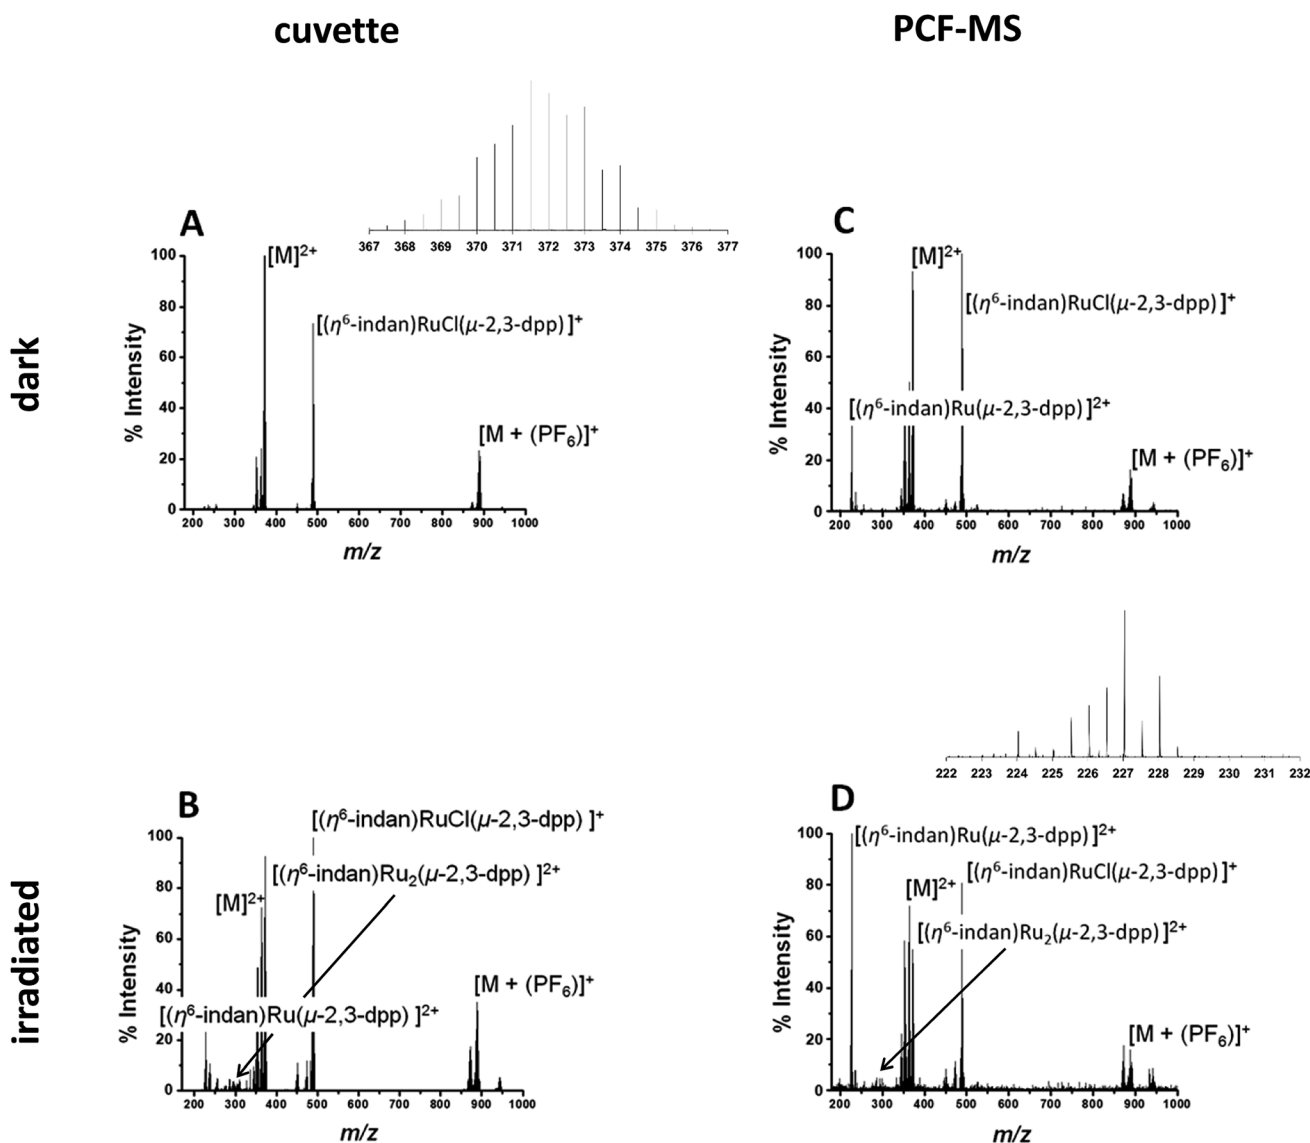 cuvette
PCF-MS
dark
irradiated
367 368 369 370 371 372 373 374 375 376 377
A
[M]²⁺
[(η⁶-indan)RuCl(μ-2,3-dpp) ]⁺
[M + (PF₆)]⁺
% Intensity
100
80
60
40
20
0
200 300 400 500 600 700 800 900 1000
m/z
C
[M]²⁺
[(η⁶-indan)RuCl(μ-2,3-dpp)]⁺
[(η⁶-indan)Ru(μ-2,3-dpp)]²⁺
[M + (PF₆)]⁺
% Intensity
100
80
60
40
20
0
200 300 400 500 600 700 800 900 1000
m/z
B
[(η⁶-indan)RuCl(μ-2,3-dpp) ]⁺
[(η⁶-indan)Ru₂(μ-2,3-dpp) ]²⁺
[M]²⁺
[M + (PF₆)]⁺
[(η⁶-indan)Ru(μ-2,3-dpp) ]²⁺
% Intensity
100
80
60
40
20
0
200 300 400 500 600 700 800 900 1000
m/z
222 223 224 225 226 227 228 229 230 231 232
D
[(η⁶-indan)Ru(μ-2,3-dpp)]²⁺
[(η⁶-indan)RuCl(μ-2,3-dpp)]⁺
[M]²⁺
[(η⁶-indan)Ru₂(μ-2,3-dpp)]²⁺
[M + (PF₆)]⁺
% Intensity
100
80
60
40
20
0
200 300 400 500 600 700 800 900 1000
m/z